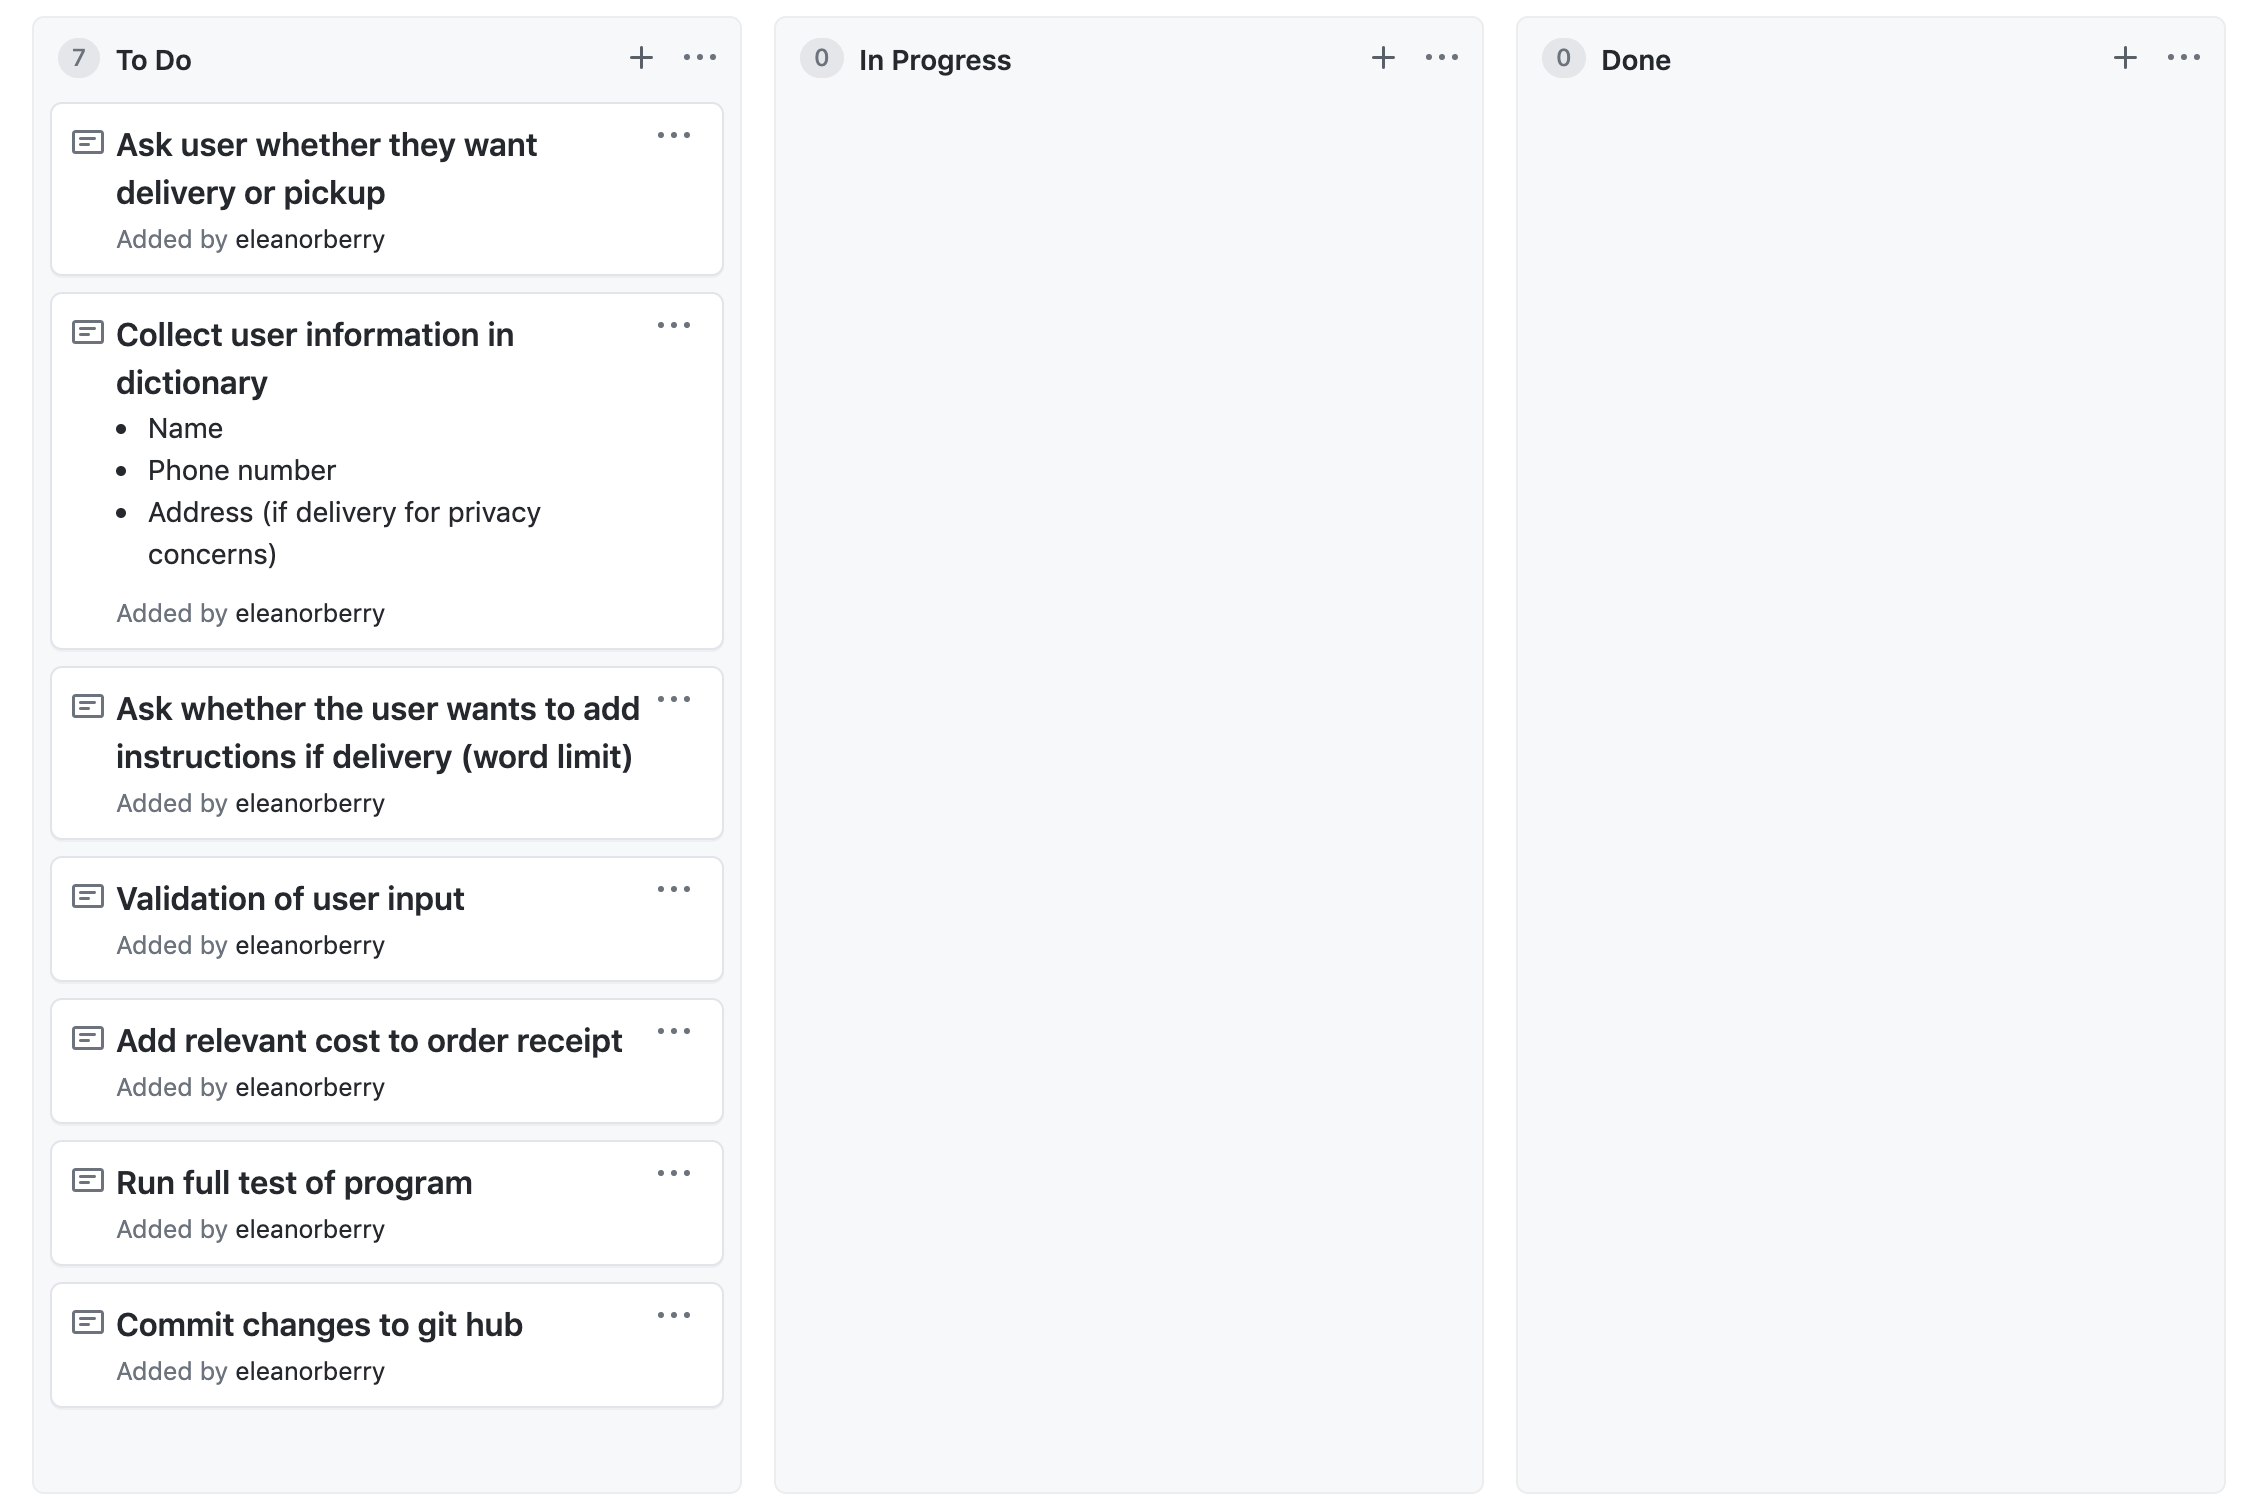 7 To Do
Ask user whether they want
delivery or pickup
Added by eleanorberry
Collect user information in
dictionary
• Name
• Phone number
• Address (if delivery for privacy
concerns)
Added by eleanorberry
Ask whether the user wants to add
instructions if delivery (word limit)
Added by eleanorberry
Validation of user input
Added by eleanorberry
Add relevant cost to order receipt
Added by eleanorberry
Run full test of program
Added by eleanorberry
Commit changes to git hub
Added by eleanorberry
0 In Progress
0 Done